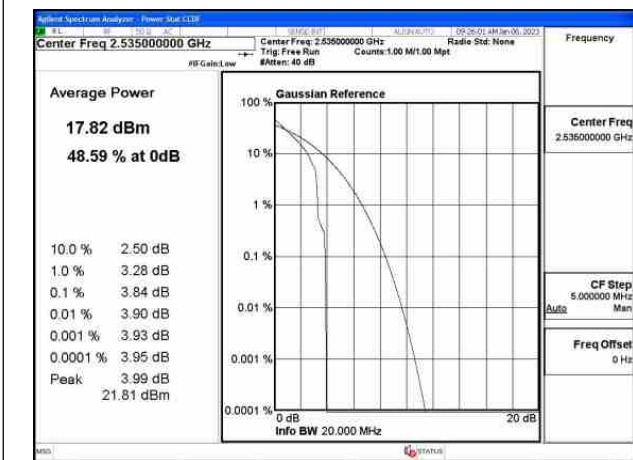 Agilent Spectrum Analyzer - Power Stat CCDF
RL RF 50 Ω AC SENSE:INT ALIGN AUTO 09:26:01 AM Jan 06, 2023
Center Freq 2.535000000 GHz
Center Freq: 2.535000000 GHz Radio Std: None
Trig: Free Run Counts:1.00 M/1.00 Mpt
#IFGain:Low #Atten: 40 dB
Frequency
Average Power
17.82 dBm
48.59 % at 0dB
10.0 % 2.50 dB
1.0 % 3.28 dB
0.1 % 3.84 dB
0.01 % 3.90 dB
0.001 % 3.93 dB
0.0001 % 3.95 dB
Peak 3.99 dB
21.81 dBm
Gaussian Reference
100 %
10 %
1 %
0.1 %
0.01 %
0.001 %
0.0001 %
0 dB 20 dB
Info BW 20.000 MHz
Center Freq
2.535000000 GHz
CF Step
5.000000 MHz
Auto Man
Freq Offset
0 Hz
MSG STATUS